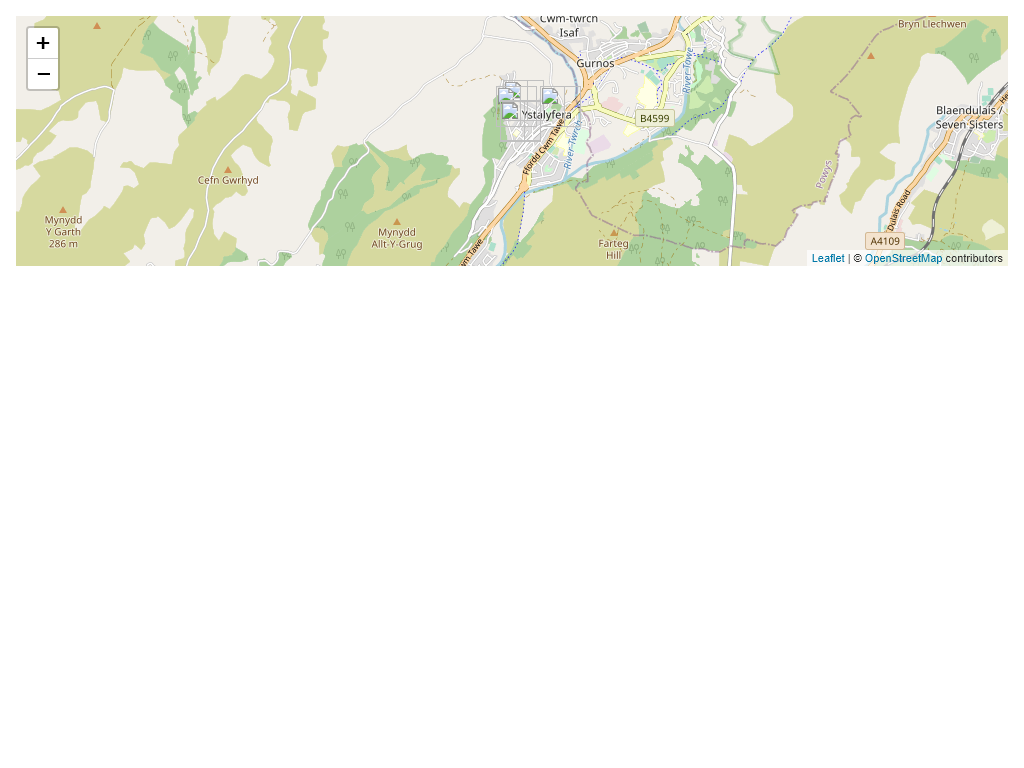 Cwm-twrch
Isaf
Bryn Llechwen
+
−
Gurnos
River Tawe
Ystalyfera
B4599
Blaendulais /
Seven Sisters
Ffordd Cwm Tawe
River Twrch
Powys
Cefn Gwrhyd
Dulais Road
Mynydd
Y Garth
286 m
Mynydd
Allt-Y-Grug
Farteg
Hill
A4109
Leaflet | © OpenStreetMap contributors